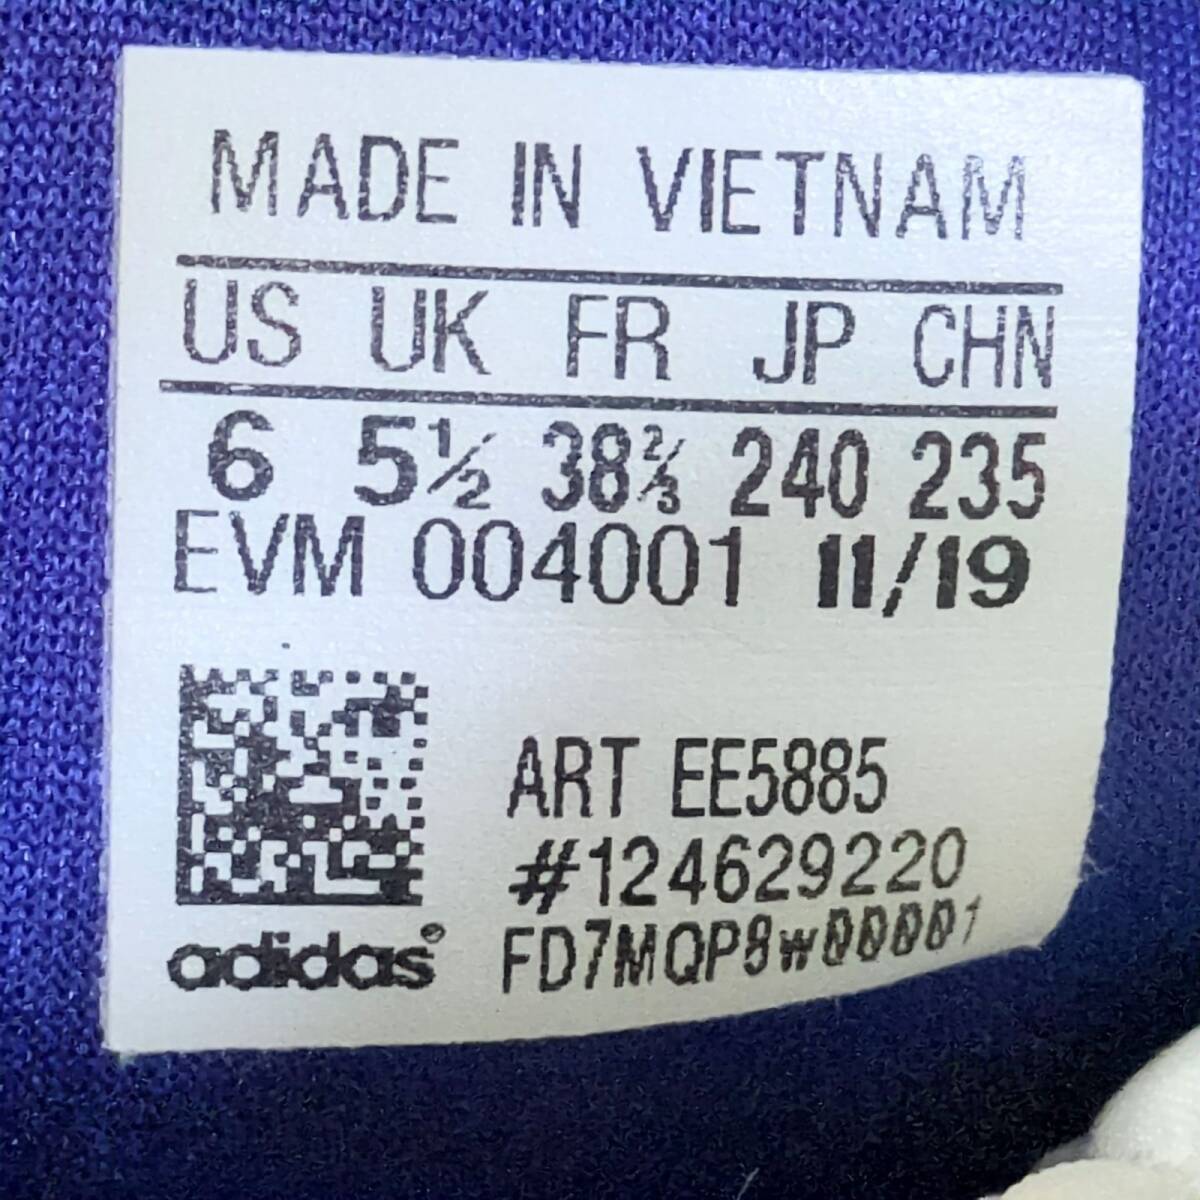 MADE IN VIETNAM
US UK FR JP CHN
6 5½ 38⅔ 240 235
EVM 004001 11/19
ART EE5885
#124629220
adidas® FD7MQP8w00001